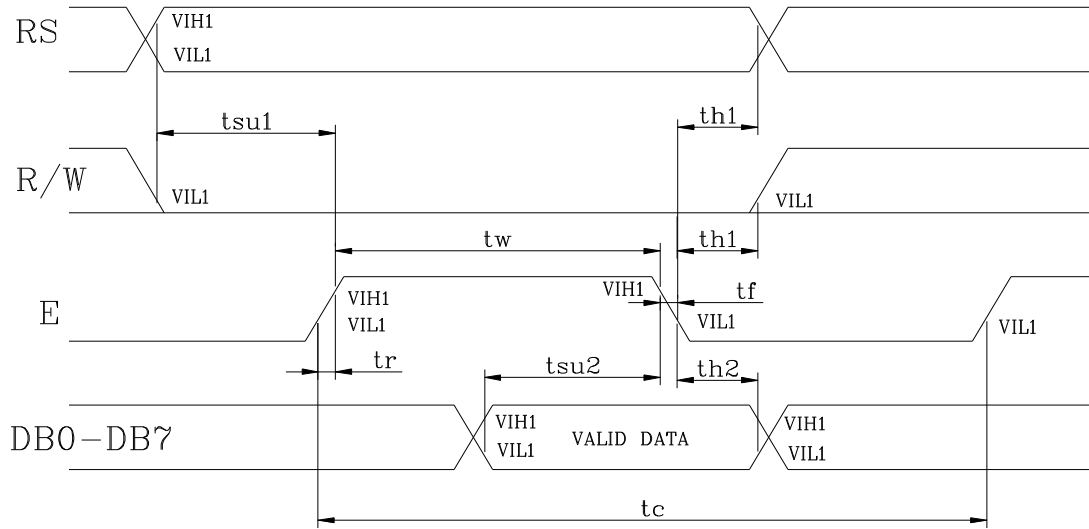 RS
VIH1
VIL1
tsu1
th1
R/W
VIL1
VIL1
tw
th1
E
VIH1
VIL1
VIH1
tf
VIL1
VIL1
tr
tsu2
th2
DB0-DB7
VIH1
VIL1
VALID DATA
VIH1
VIL1
tc